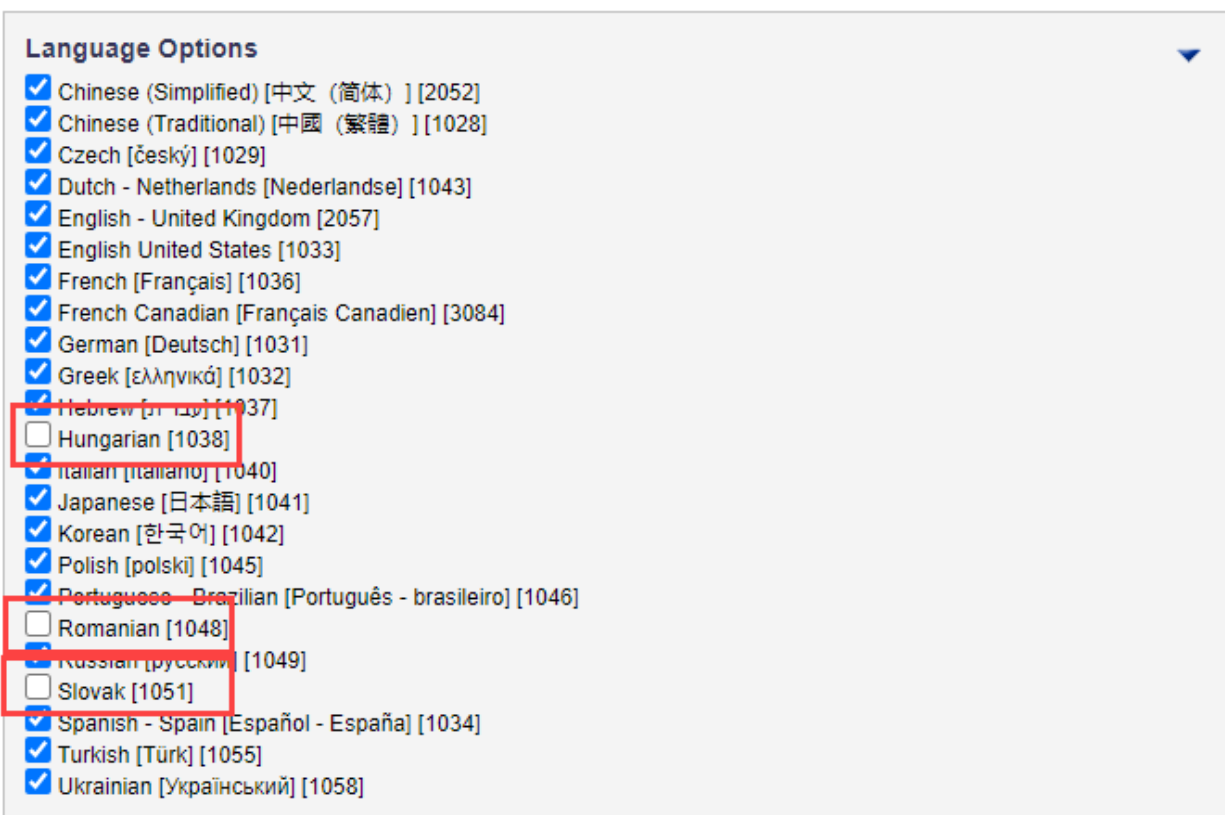 Language Options
Chinese (Simplified) [中文（简体）] [2052]
Chinese (Traditional) [中國（繁體）] [1028]
Czech [český] [1029]
Dutch - Netherlands [Nederlandse] [1043]
English - United Kingdom [2057]
English United States [1033]
French [Français] [1036]
French Canadian [Français Canadien] [3084]
German [Deutsch] [1031]
Greek [ελληνικά] [1032]
Hebrew [1037]
Hungarian [1038]
Italian [Italiano] [1040]
Japanese [日本語] [1041]
Korean [한국어] [1042]
Polish [polski] [1045]
Portuguese - Brazilian [Português - brasileiro] [1046]
Romanian [1048]
Russian [русский] [1049]
Slovak [1051]
Spanish - Spain [Español - España] [1034]
Turkish [Türk] [1055]
Ukrainian [Український] [1058]